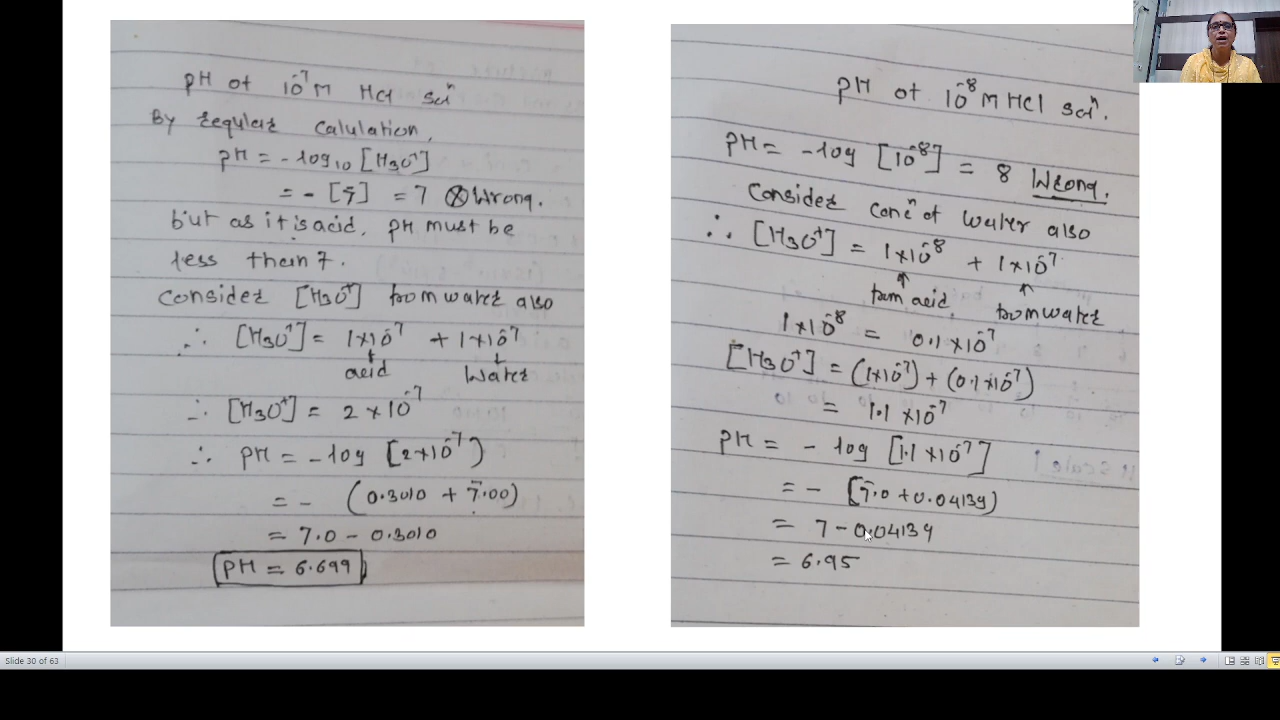 pH of 10⁻⁷ M HCl solⁿ
By regular calulation,
pH = -log₁₀ [H₃O⁺]
= - [7̄] = 7 ⊗ Wrong.
but as it is acid, pH must be
less than 7.
Consider [H₃O⁺] from water also
∴ [H₃O⁺] = 1×10⁻⁷ + 1×10⁻⁷
acid water
∴ [H₃O⁺] = 2 × 10⁻⁷
∴ pH = -log [2×10⁻⁷)
= - (0.3010 + 7̄.00)
= 7.0 - 0.3010
pH = 6.699
pH of 10⁻⁸ M HCl solⁿ.
pH = -log [10⁻⁸] = 8 Wrong.
Consider concⁿ of water also
∴ [H₃O⁺] = 1×10⁻⁸ + 1×10⁻⁷
from acid, from water
1×10⁻⁸ = 0.1×10⁻⁷
[H₃O⁺] = (1×10⁻⁷) + (0.1×10⁻⁷)
= 1.1 ×10⁻⁷
pH = - log [1.1 ×10⁻⁷]
= - [7̄.0 + 0.04139)
= 7 - 0.04139
= 6.95
Slide 30 of 63